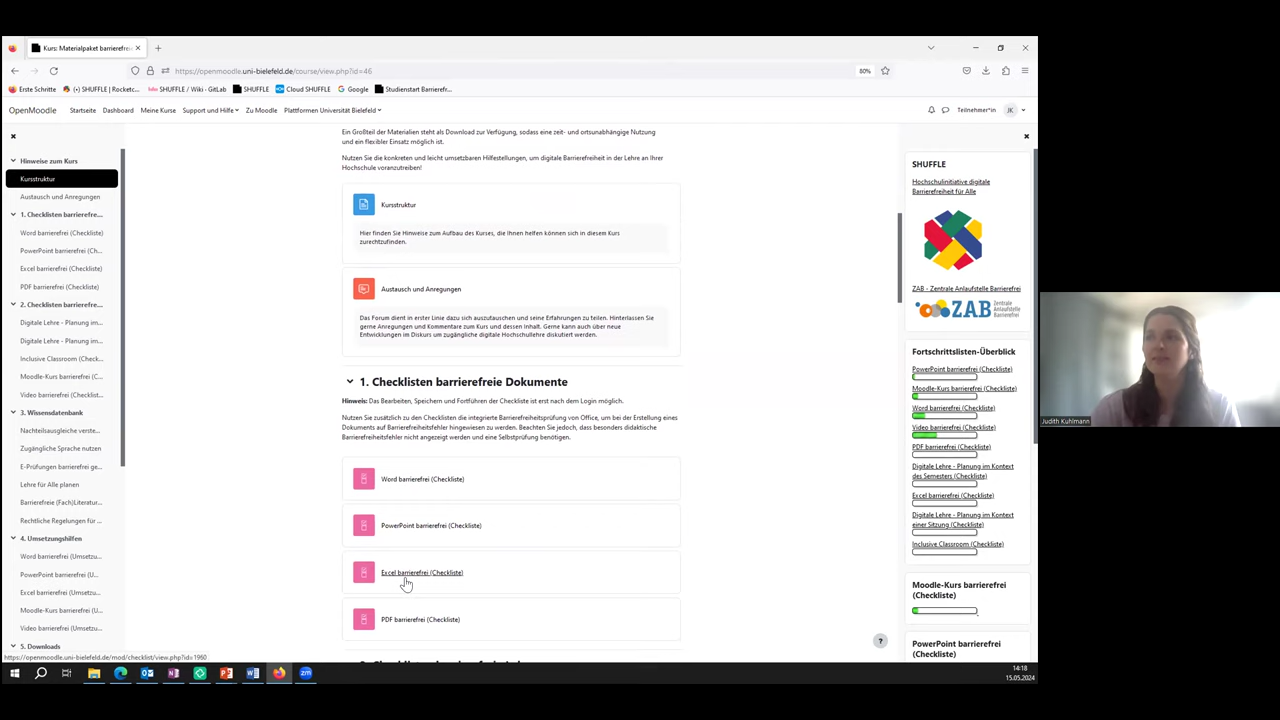 Kurs: Materialpaket barrierefrei
https://openmoodle.uni-bielefeld.de/course/view.php?id=46
80%
Erste Schritte
(+) SHUFFLE | Rocketc...
SHUFFLE / Wiki · GitLab
SHUFFLE
Cloud SHUFFLE
Google
Studienstart Barrierefr...
OpenMoodle
Startseite
Dashboard
Meine Kurse
Support und Hilfe
Zu Moodle
Plattformen Universität Bielefeld
Teilnehmer*in
JK
Hinweise zum Kurs
Kursstruktur
Austausch und Anregungen
1. Checklisten barrierefre...
Word barrierefrei (Checkliste)
PowerPoint barrierefrei (Ch...
Excel barrierefrei (Checkliste)
PDF barrierefrei (Checkliste)
2. Checklisten barrierefre...
Digitale Lehre - Planung im...
Digitale Lehre - Planung im...
Inclusive Classroom (Check...
Moodle-Kurs barrierefrei (C...
Video barrierefrei (Checklist...
3. Wissensdatenbank
Nachteilsausgleiche verste...
Zugängliche Sprache nutzen
E-Prüfungen barrierefrei ge...
Lehre für Alle planen
Barrierefreie (Fach)Literatur...
Rechtliche Regelungen für ...
4. Umsetzungshilfen
Word barrierefrei (Umsetzu...
PowerPoint barrierefrei (U...
Excel barrierefrei (Umsetzu...
Moodle-Kurs barrierefrei (U...
Video barrierefrei (Umsetzu...
5. Downloads
Ein Großteil der Materialien steht als Download zur Verfügung, sodass eine zeit- und ortsunabhängige Nutzung
und ein flexibler Einsatz möglich ist.
Nutzen Sie die konkreten und leicht umsetzbaren Hilfestellungen, um digitale Barrierefreiheit in der Lehre an Ihrer
Hochschule voranzutreiben!
Kursstruktur
Hier finden Sie Hinweise zum Aufbau des Kurses, die Ihnen helfen können sich in diesem Kurs
zurechtzufinden.
Austausch und Anregungen
Das Forum dient in erster Linie dazu sich auszutauschen und seine Erfahrungen zu teilen. Hinterlassen Sie
gerne Anregungen und Kommentare zum Kurs und dessen Inhalt. Gerne kann auch über neue
Entwicklungen im Diskurs um zugängliche digitale Hochschullehre diskutiert werden.
1. Checklisten barrierefreie Dokumente
Hinweis: Das Bearbeiten, Speichern und Fortführen der Checkliste ist erst nach dem Login möglich.
Nutzen Sie zusätzlich zu den Checklisten die integrierte Barrierefreiheitsprüfung von Office, um bei der Erstellung eines
Dokuments auf Barrierefreiheitsfehler hingewiesen zu werden. Beachten Sie jedoch, dass besonders didaktische
Barrierefreiheitsfehler nicht angezeigt werden und eine Selbstprüfung benötigen.
Word barrierefrei (Checkliste)
PowerPoint barrierefrei (Checkliste)
Excel barrierefrei (Checkliste)
PDF barrierefrei (Checkliste)
SHUFFLE
Hochschulinitiative digitale
Barrierefreiheit für Alle
ZAB - Zentrale Anlaufstelle Barrierefrei
ZAB Zentrale
Anlaufstelle
Barrierefrei
Fortschrittslisten-Überblick
PowerPoint barrierefrei (Checkliste)
Moodle-Kurs barrierefrei (Checkliste)
Word barrierefrei (Checkliste)
Video barrierefrei (Checkliste)
PDF barrierefrei (Checkliste)
Digitale Lehre - Planung im Kontext
des Semesters (Checkliste)
Excel barrierefrei (Checkliste)
Digitale Lehre - Planung im Kontext
einer Sitzung (Checkliste)
Inclusive Classroom (Checkliste)
Moodle-Kurs barrierefrei
(Checkliste)
PowerPoint barrierefrei
(Checkliste)
?
https://openmoodle.uni-bielefeld.de/mod/checklist/view.php?id=1960
14:18
15.05.2024
Judith Kuhlmann